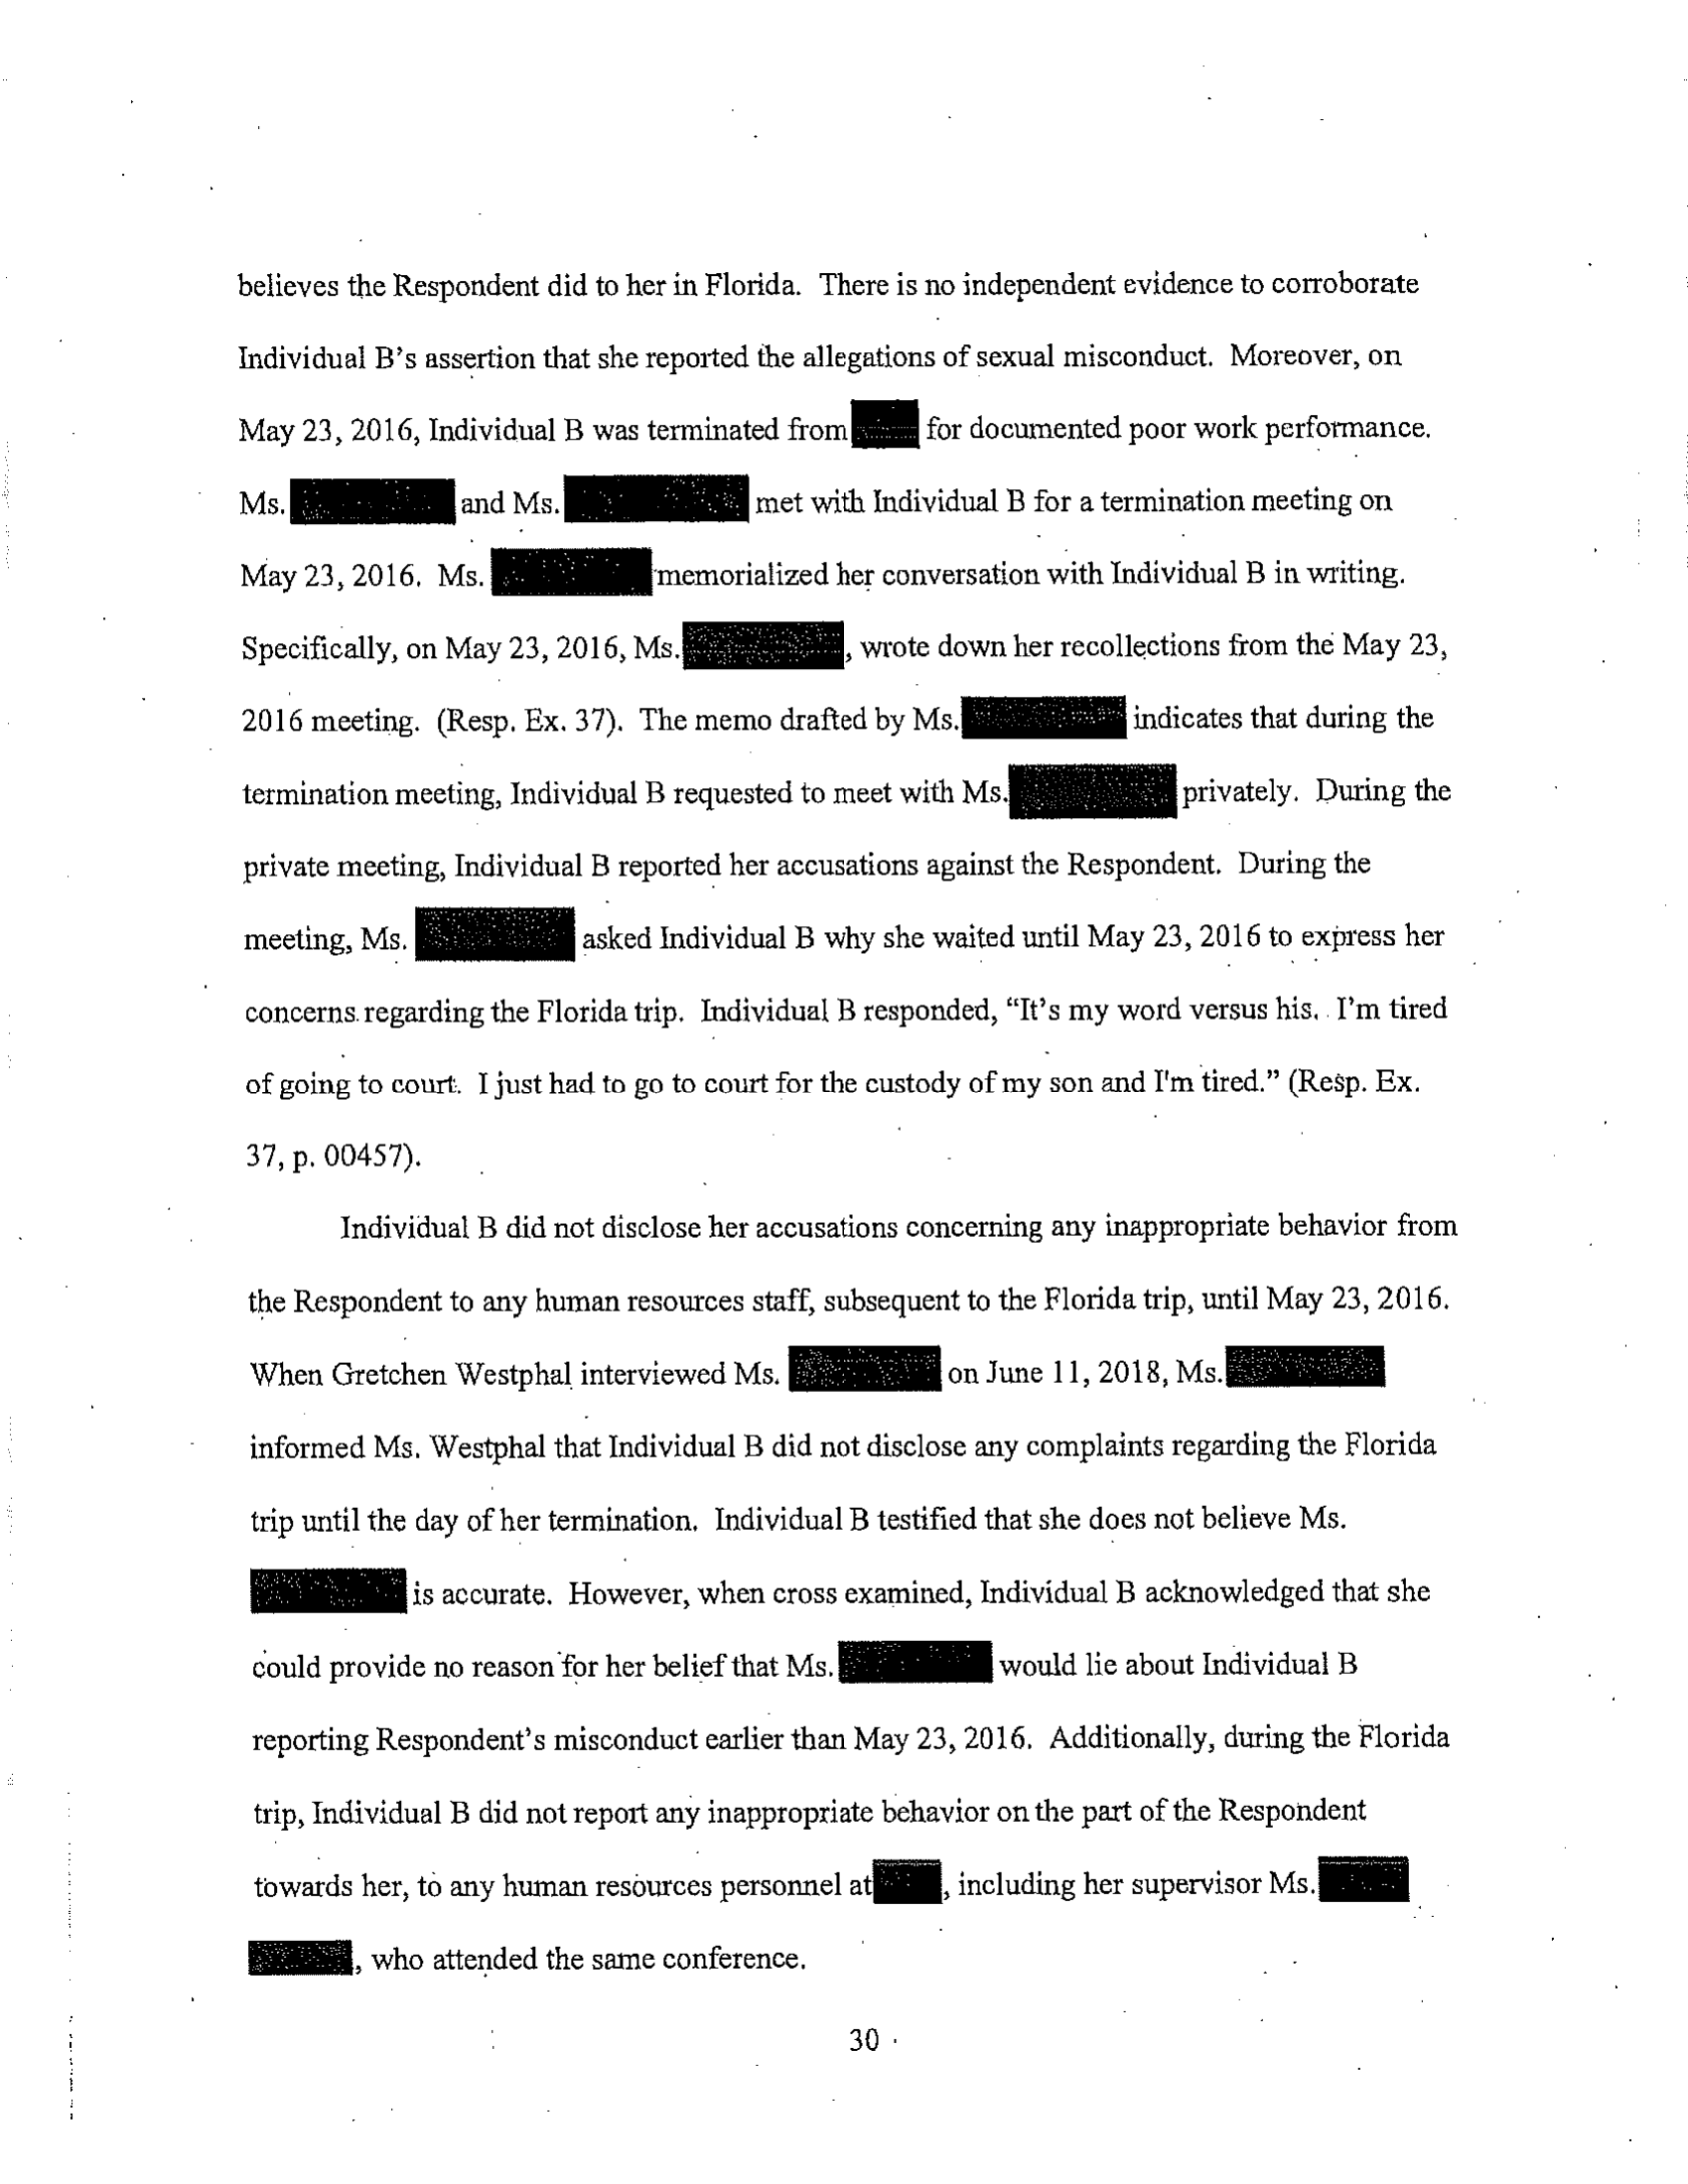 believes the Respondent did to her in Florida. There is no independent evidence to corroborate
Individual B's assertion that she reported the allegations of sexual misconduct. Moreover, on
May 23, 2016, Individual B was terminated from for documented poor work performance.
Ms. and Ms. met with Individual B for a termination meeting on
May 23, 2016. Ms. memorialized her conversation with Individual B in writing.
Specifically, on May 23, 2016, Ms. , wrote down her recollections from the May 23,
2016 meeting. (Resp. Ex. 37). The memo drafted by Ms. indicates that during the
termination meeting, Individual B requested to meet with Ms. privately. During the
private meeting, Individual B reported her accusations against the Respondent. During the
meeting, Ms. asked Individual B why she waited until May 23, 2016 to express her
concerns regarding the Florida trip. Individual B responded, "It's my word versus his. I'm tired
of going to court. I just had to go to court for the custody of my son and I'm tired." (Resp. Ex.
37, p. 00457).
Individual B did not disclose her accusations concerning any inappropriate behavior from
the Respondent to any human resources staff, subsequent to the Florida trip, until May 23, 2016.
When Gretchen Westphal interviewed Ms. on June 11, 2018, Ms.
informed Ms. Westphal that Individual B did not disclose any complaints regarding the Florida
trip until the day of her termination. Individual B testified that she does not believe Ms.
is accurate. However, when cross examined, Individual B acknowledged that she
could provide no reason for her belief that Ms. would lie about Individual B
reporting Respondent's misconduct earlier than May 23, 2016. Additionally, during the Florida
trip, Individual B did not report any inappropriate behavior on the part of the Respondent
towards her, to any human resources personnel at , including her supervisor Ms.
, who attended the same conference.
30